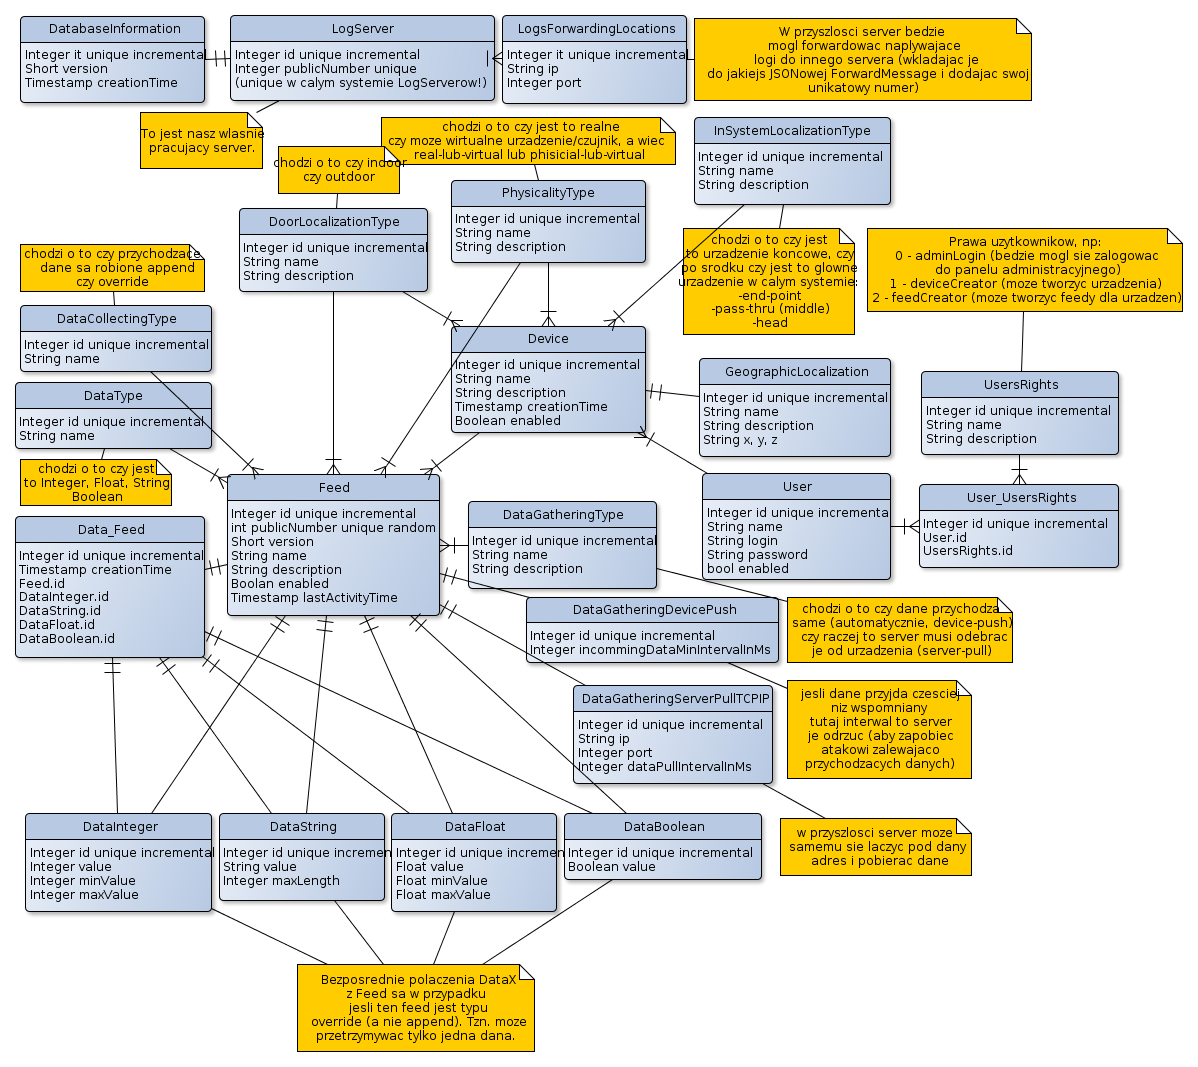 DatabaseInformation
Integer it unique incremental
Short version
Timestamp creationTime
LogServer
Integer id unique incremental
Integer publicNumber unique
(unique w calym systemie LogServerow!)
LogsForwardingLocations
Integer it unique incremental
String ip
Integer port
W przyszlosci server bedzie
mogl forwardowac naplywajace
logi do innego servera (wkladajac je
do jakiejs JSONowej ForwardMessage i dodajac swoj
unikatowy numer)
To jest nasz wlasnie
pracujacy server.
chodzi o to czy indoor
czy outdoor
chodzi o to czy jest to realne
czy moze wirtualne urzadzenie/czujnik, a wiec
real-lub-virtual lub phisicial-lub-virtual
InSystemLocalizationType
Integer id unique incremental
String name
String description
PhysicalityType
Integer id unique incremental
String name
String description
DoorLocalizationType
Integer id unique incremental
String name
String description
chodzi o to czy przychodzace
dane sa robione append
czy override
chodzi o to czy jest
to urzadzenie koncowe, czy
po srodku czy jest to glowne
urzadzenie w calym systemie:
-end-point
-pass-thru (middle)
-head
Prawa uzytkownikow, np:
0 - adminLogin (bedzie mogl sie zalogowac
do panelu administracyjnego)
1 - deviceCreator (moze tworzyc urzadzenia)
2 - feedCreator (moze tworzyc feedy dla urzadzen)
DataCollectingType
Integer id unique incremental
String name
Device
Integer id unique incremental
String name
String description
Timestamp creationTime
Boolean enabled
GeographicLocalization
Integer id unique incremental
String name
String description
String x, y, z
UsersRights
Integer id unique incremental
String name
String description
DataType
Integer id unique incremental
String name
chodzi o to czy jest
to Integer, Float, String
Boolean
Feed
Integer id unique incremental
int publicNumber unique random
Short version
String name
String description
Boolan enabled
Timestamp lastActivityTime
User
Integer id unique incrementa
String name
String login
String password
bool enabled
User_UsersRights
Integer id unique incremental
User.id
UsersRights.id
DataGatheringType
Integer id unique incremental
String name
String description
Data_Feed
Integer id unique incremental
Timestamp creationTime
Feed.id
DataInteger.id
DataString.id
DataFloat.id
DataBoolean.id
DataGatheringDevicePush
Integer id unique incremental
Integer incommingDataMinIntervalInMs
chodzi o to czy dane przychodza
same (automatycznie, device-push)
czy raczej to server musi odebrac
je od urzadzenia (server-pull)
DataGatheringServerPullTCPIP
Integer id unique incremental
String ip
Integer port
Integer dataPullIntervalInMs
jesli dane przyjda czesciej
niz wspomniany
tutaj interwal to server
je odrzuc (aby zapobiec
atakowi zalewajaco
przychodzacych danych)
DataInteger
Integer id unique incremental
Integer value
Integer minValue
Integer maxValue
DataString
Integer id unique incremen
String value
Integer maxLength
DataFloat
Integer id unique incremen
Float value
Float minValue
Float maxValue
DataBoolean
Integer id unique incremental
Boolean value
w przyszlosci server moze
samemu sie laczyc pod dany
adres i pobierac dane
Bezposrednie polaczenia DataX
z Feed sa w przypadku
jesli ten feed jest typu
override (a nie append). Tzn. moze
przetrzymywac tylko jedna dana.